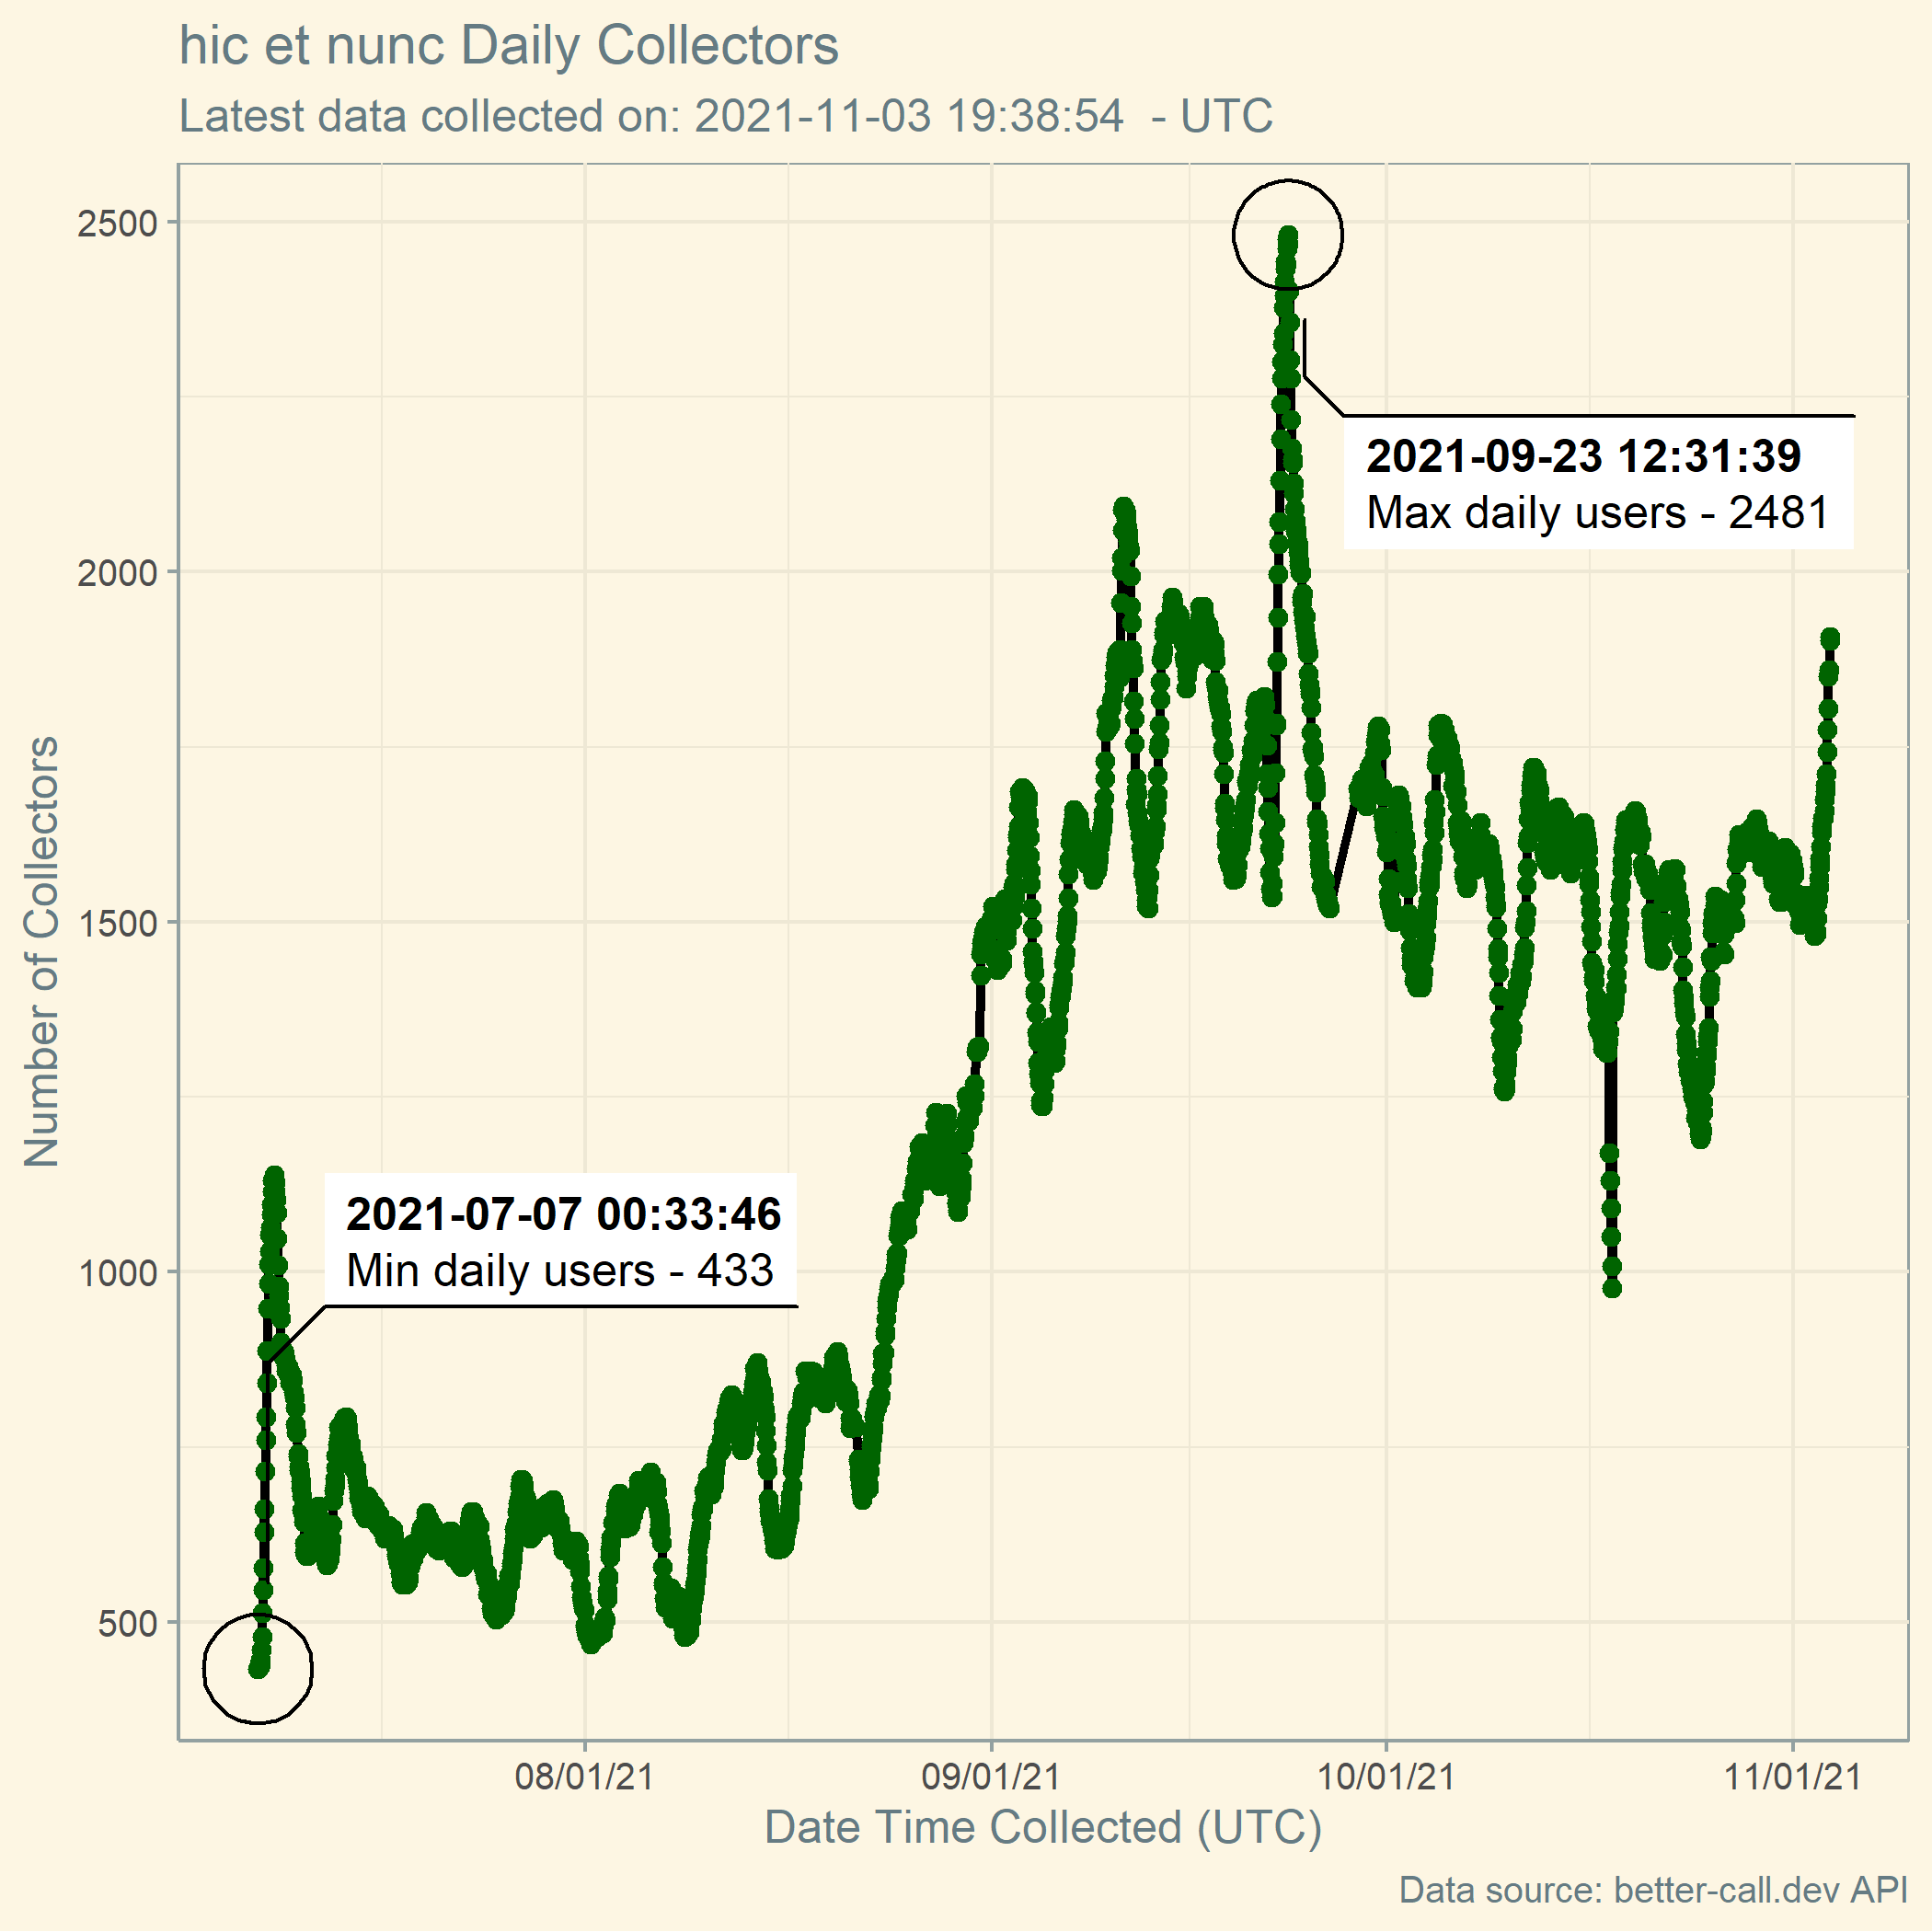 hic et nunc Daily Collectors
Latest data collected on: 2021-11-03 19:38:54  - UTC
Number of Collectors
2500
2000
1500
1000
500
2021-09-23 12:31:39
Max daily users - 2481
2021-07-07 00:33:46
Min daily users - 433
08/01/21
09/01/21
10/01/21
11/01/21
Date Time Collected (UTC)
Data source: better-call.dev API